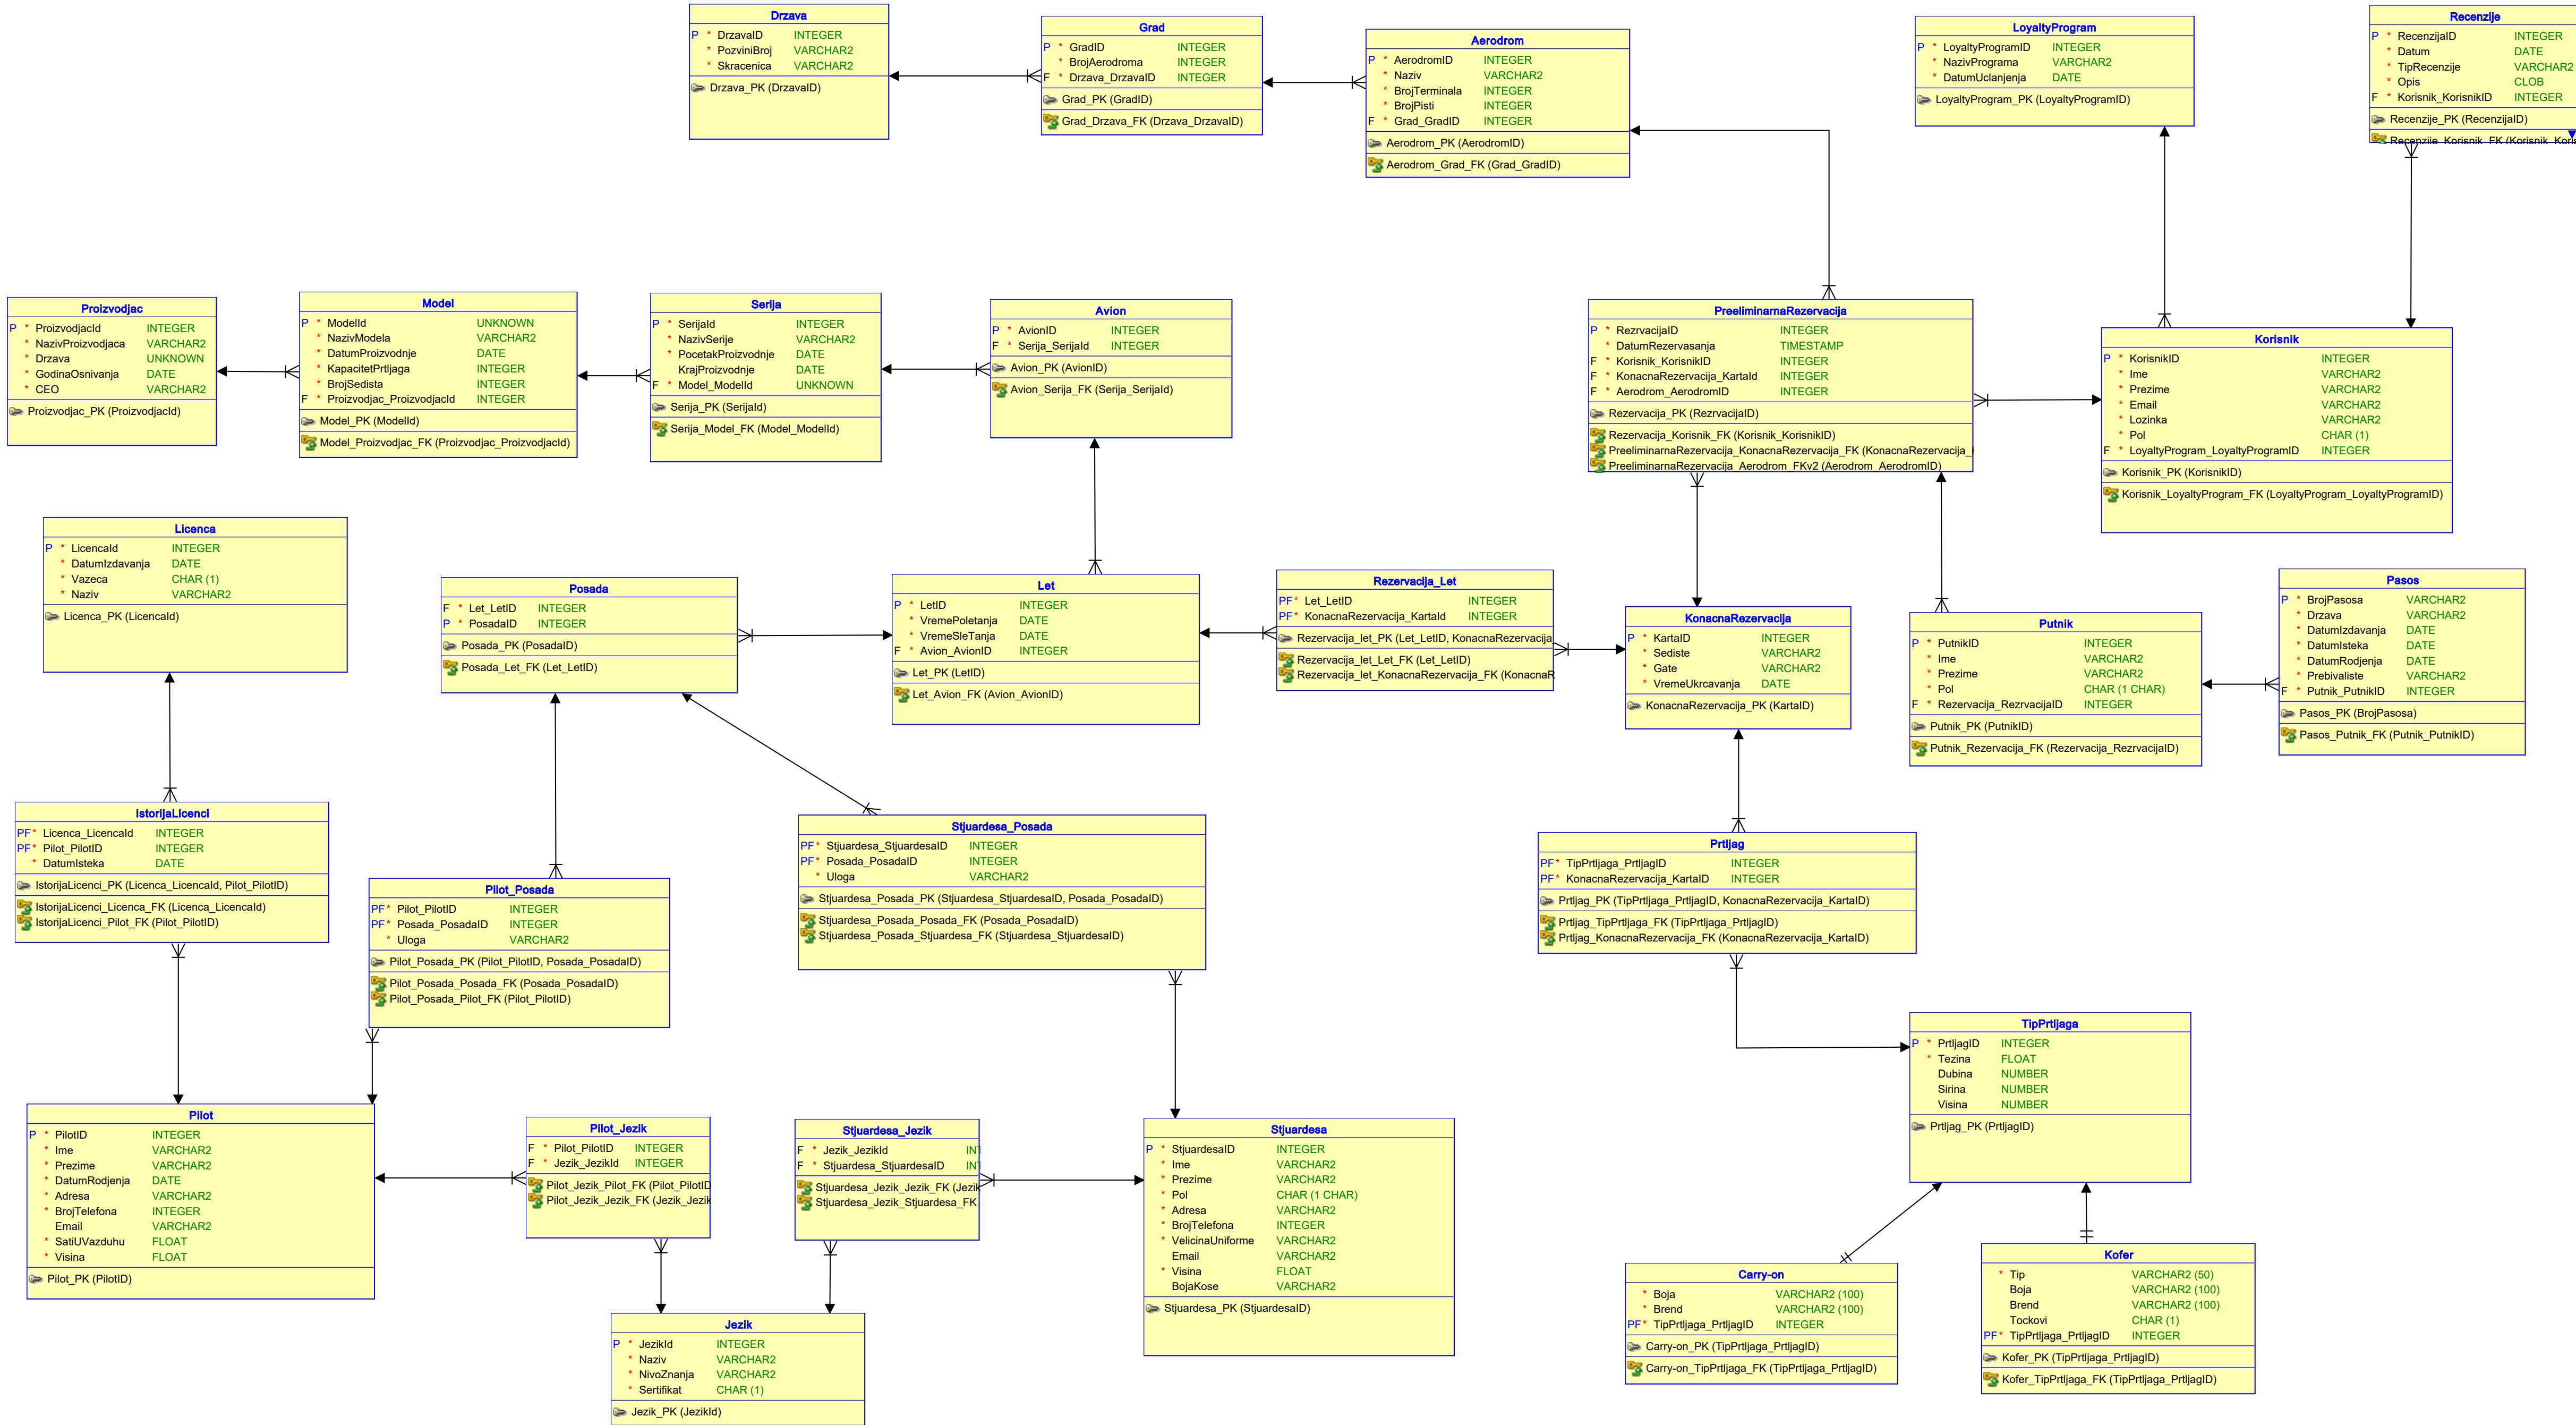 Drzava
P * DrzavaID INTEGER
* PozviniBroj VARCHAR2
* Skracenica VARCHAR2
Drzava_PK (DrzavaID)
Grad
P * GradID INTEGER
* BrojAerodroma INTEGER
F * Drzava_DrzavaID INTEGER
Grad_PK (GradID)
Grad_Drzava_FK (Drzava_DrzavaID)
Aerodrom
P * AerodromID INTEGER
* Naziv VARCHAR2
* BrojTerminala INTEGER
* BrojPisti INTEGER
F * Grad_GradID INTEGER
Aerodrom_PK (AerodromID)
Aerodrom_Grad_FK (Grad_GradID)
LoyaltyProgram
P * LoyaltyProgramID INTEGER
* NazivPrograma VARCHAR2
* DatumUclanjenja DATE
LoyaltyProgram_PK (LoyaltyProgramID)
Recenzije
P * RecenzijaID INTEGER
* Datum DATE
* TipRecenzije VARCHAR2
* Opis CLOB
F * Korisnik_KorisnikID INTEGER
Recenzije_PK (RecenzijaID)
Recenzije_Korisnik_FK (Korisnik_Koris
Proizvodjac
P * ProizvodjacId INTEGER
* NazivProizvodjaca VARCHAR2
* Drzava UNKNOWN
* GodinaOsnivanja DATE
* CEO VARCHAR2
Proizvodjac_PK (ProizvodjacId)
Model
P * ModelId UNKNOWN
* NazivModela VARCHAR2
* DatumProizvodnje DATE
* KapacitetPrtljaga INTEGER
* BrojSedista INTEGER
F * Proizvodjac_ProizvodjacId INTEGER
Model_PK (ModelId)
Model_Proizvodjac_FK (Proizvodjac_ProizvodjacId)
Serija
P * SerijaId INTEGER
* NazivSerije VARCHAR2
* PocetakProizvodnje DATE
KrajProizvodnje DATE
F * Model_ModelId UNKNOWN
Serija_PK (SerijaId)
Serija_Model_FK (Model_ModelId)
Avion
P * AvionID INTEGER
F * Serija_SerijaId INTEGER
Avion_PK (AvionID)
Avion_Serija_FK (Serija_SerijaId)
PreeliminarnaRezervacija
P * RezrvacijaID INTEGER
* DatumRezervasanja TIMESTAMP
F * Korisnik_KorisnikID INTEGER
F * KonacnaRezervacija_KartaId INTEGER
F * Aerodrom_AerodromID INTEGER
Rezervacija_PK (RezrvacijaID)
Rezervacija_Korisnik_FK (Korisnik_KorisnikID)
PreeliminarnaRezervacija_KonacnaRezervacija_FK (KonacnaRezervacija_
PreeliminarnaRezervacija_Aerodrom_FKv2 (Aerodrom_AerodromID)
Korisnik
P * KorisnikID INTEGER
* Ime VARCHAR2
* Prezime VARCHAR2
* Email VARCHAR2
* Lozinka VARCHAR2
* Pol CHAR (1)
F * LoyaltyProgram_LoyaltyProgramID INTEGER
Korisnik_PK (KorisnikID)
Korisnik_LoyaltyProgram_FK (LoyaltyProgram_LoyaltyProgramID)
Licenca
P * LicencaId INTEGER
* DatumIzdavanja DATE
* Vazeca CHAR (1)
* Naziv VARCHAR2
Licenca_PK (LicencaId)
Posada
F * Let_LetID INTEGER
P * PosadaID INTEGER
Posada_PK (PosadaID)
Posada_Let_FK (Let_LetID)
Let
P * LetID INTEGER
* VremePoletanja DATE
* VremeSleTanja DATE
F * Avion_AvionID INTEGER
Let_PK (LetID)
Let_Avion_FK (Avion_AvionID)
Rezervacija_Let
PF* Let_LetID INTEGER
PF* KonacnaRezervacija_KartaId INTEGER
Rezervacija_let_PK (Let_LetID, KonacnaRezervacija
Rezervacija_let_Let_FK (Let_LetID)
Rezervacija_let_KonacnaRezervacija_FK (KonacnaR
KonacnaRezervacija
P * KartaID INTEGER
* Sediste VARCHAR2
* Gate VARCHAR2
* VremeUkrcavanja DATE
KonacnaRezervacija_PK (KartaID)
Putnik
P * PutnikID INTEGER
* Ime VARCHAR2
* Prezime VARCHAR2
* Pol CHAR (1 CHAR)
F * Rezervacija_RezrvacijaID INTEGER
Putnik_PK (PutnikID)
Putnik_Rezervacija_FK (Rezervacija_RezrvacijaID)
Pasos
P * BrojPasosa VARCHAR2
* Drzava VARCHAR2
* DatumIzdavanja DATE
* DatumIsteka DATE
* DatumRodjenja DATE
* Prebivaliste VARCHAR2
F * Putnik_PutnikID INTEGER
Pasos_PK (BrojPasosa)
Pasos_Putnik_FK (Putnik_PutnikID)
IstorijaLicenci
PF* Licenca_LicencaId INTEGER
PF* Pilot_PilotID INTEGER
* DatumIsteka DATE
IstorijaLicenci_PK (Licenca_LicencaId, Pilot_PilotID)
IstorijaLicenci_Licenca_FK (Licenca_LicencaId)
IstorijaLicenci_Pilot_FK (Pilot_PilotID)
Pilot_Posada
PF* Pilot_PilotID INTEGER
PF* Posada_PosadaID INTEGER
* Uloga VARCHAR2
Pilot_Posada_PK (Pilot_PilotID, Posada_PosadaID)
Pilot_Posada_Posada_FK (Posada_PosadaID)
Pilot_Posada_Pilot_FK (Pilot_PilotID)
Stjuardesa_Posada
PF* Stjuardesa_StjuardesaID INTEGER
PF* Posada_PosadaID INTEGER
* Uloga VARCHAR2
Stjuardesa_Posada_PK (Stjuardesa_StjuardesaID, Posada_PosadaID)
Stjuardesa_Posada_Posada_FK (Posada_PosadaID)
Stjuardesa_Posada_Stjuardesa_FK (Stjuardesa_StjuardesaID)
Prtljag
PF* TipPrtljaga_PrtljagID INTEGER
PF* KonacnaRezervacija_KartaID INTEGER
Prtljag_PK (TipPrtljaga_PrtljagID, KonacnaRezervacija_KartaID)
Prtljag_TipPrtljaga_FK (TipPrtljaga_PrtljagID)
Prtljag_KonacnaRezervacija_FK (KonacnaRezervacija_KartaID)
TipPrtljaga
P * PrtljagID INTEGER
* Tezina FLOAT
Dubina NUMBER
Sirina NUMBER
Visina NUMBER
Prtljag_PK (PrtljagID)
Pilot
P * PilotID INTEGER
* Ime VARCHAR2
* Prezime VARCHAR2
* DatumRodjenja DATE
* Adresa VARCHAR2
* BrojTelefona INTEGER
Email VARCHAR2
* SatiUVazduhu FLOAT
* Visina FLOAT
Pilot_PK (PilotID)
Pilot_Jezik
F * Pilot_PilotID INTEGER
F * Jezik_JezikId INTEGER
Pilot_Jezik_Pilot_FK (Pilot_PilotID
Pilot_Jezik_Jezik_FK (Jezik_Jezik
Stjuardesa_Jezik
F * Jezik_JezikId INT
F * Stjuardesa_StjuardesaID INT
Stjuardesa_Jezik_Jezik_FK (Jezik
Stjuardesa_Jezik_Stjuardesa_FK
Stjuardesa
P * StjuardesaID INTEGER
* Ime VARCHAR2
* Prezime VARCHAR2
* Pol CHAR (1 CHAR)
* Adresa VARCHAR2
* BrojTelefona INTEGER
* VelicinaUniforme VARCHAR2
Email VARCHAR2
* Visina FLOAT
BojaKose VARCHAR2
Stjuardesa_PK (StjuardesaID)
Jezik
P * JezikId INTEGER
* Naziv VARCHAR2
* NivoZnanja VARCHAR2
* Sertifikat CHAR (1)
Jezik_PK (JezikId)
Carry-on
* Boja VARCHAR2 (100)
* Brend VARCHAR2 (100)
PF* TipPrtljaga_PrtljagID INTEGER
Carry-on_PK (TipPrtljaga_PrtljagID)
Carry-on_TipPrtljaga_FK (TipPrtljaga_PrtljagID)
Kofer
* Tip VARCHAR2 (50)
Boja VARCHAR2 (100)
Brend VARCHAR2 (100)
Tockovi CHAR (1)
PF* TipPrtljaga_PrtljagID INTEGER
Kofer_PK (TipPrtljaga_PrtljagID)
Kofer_TipPrtljaga_FK (TipPrtljaga_PrtljagID)